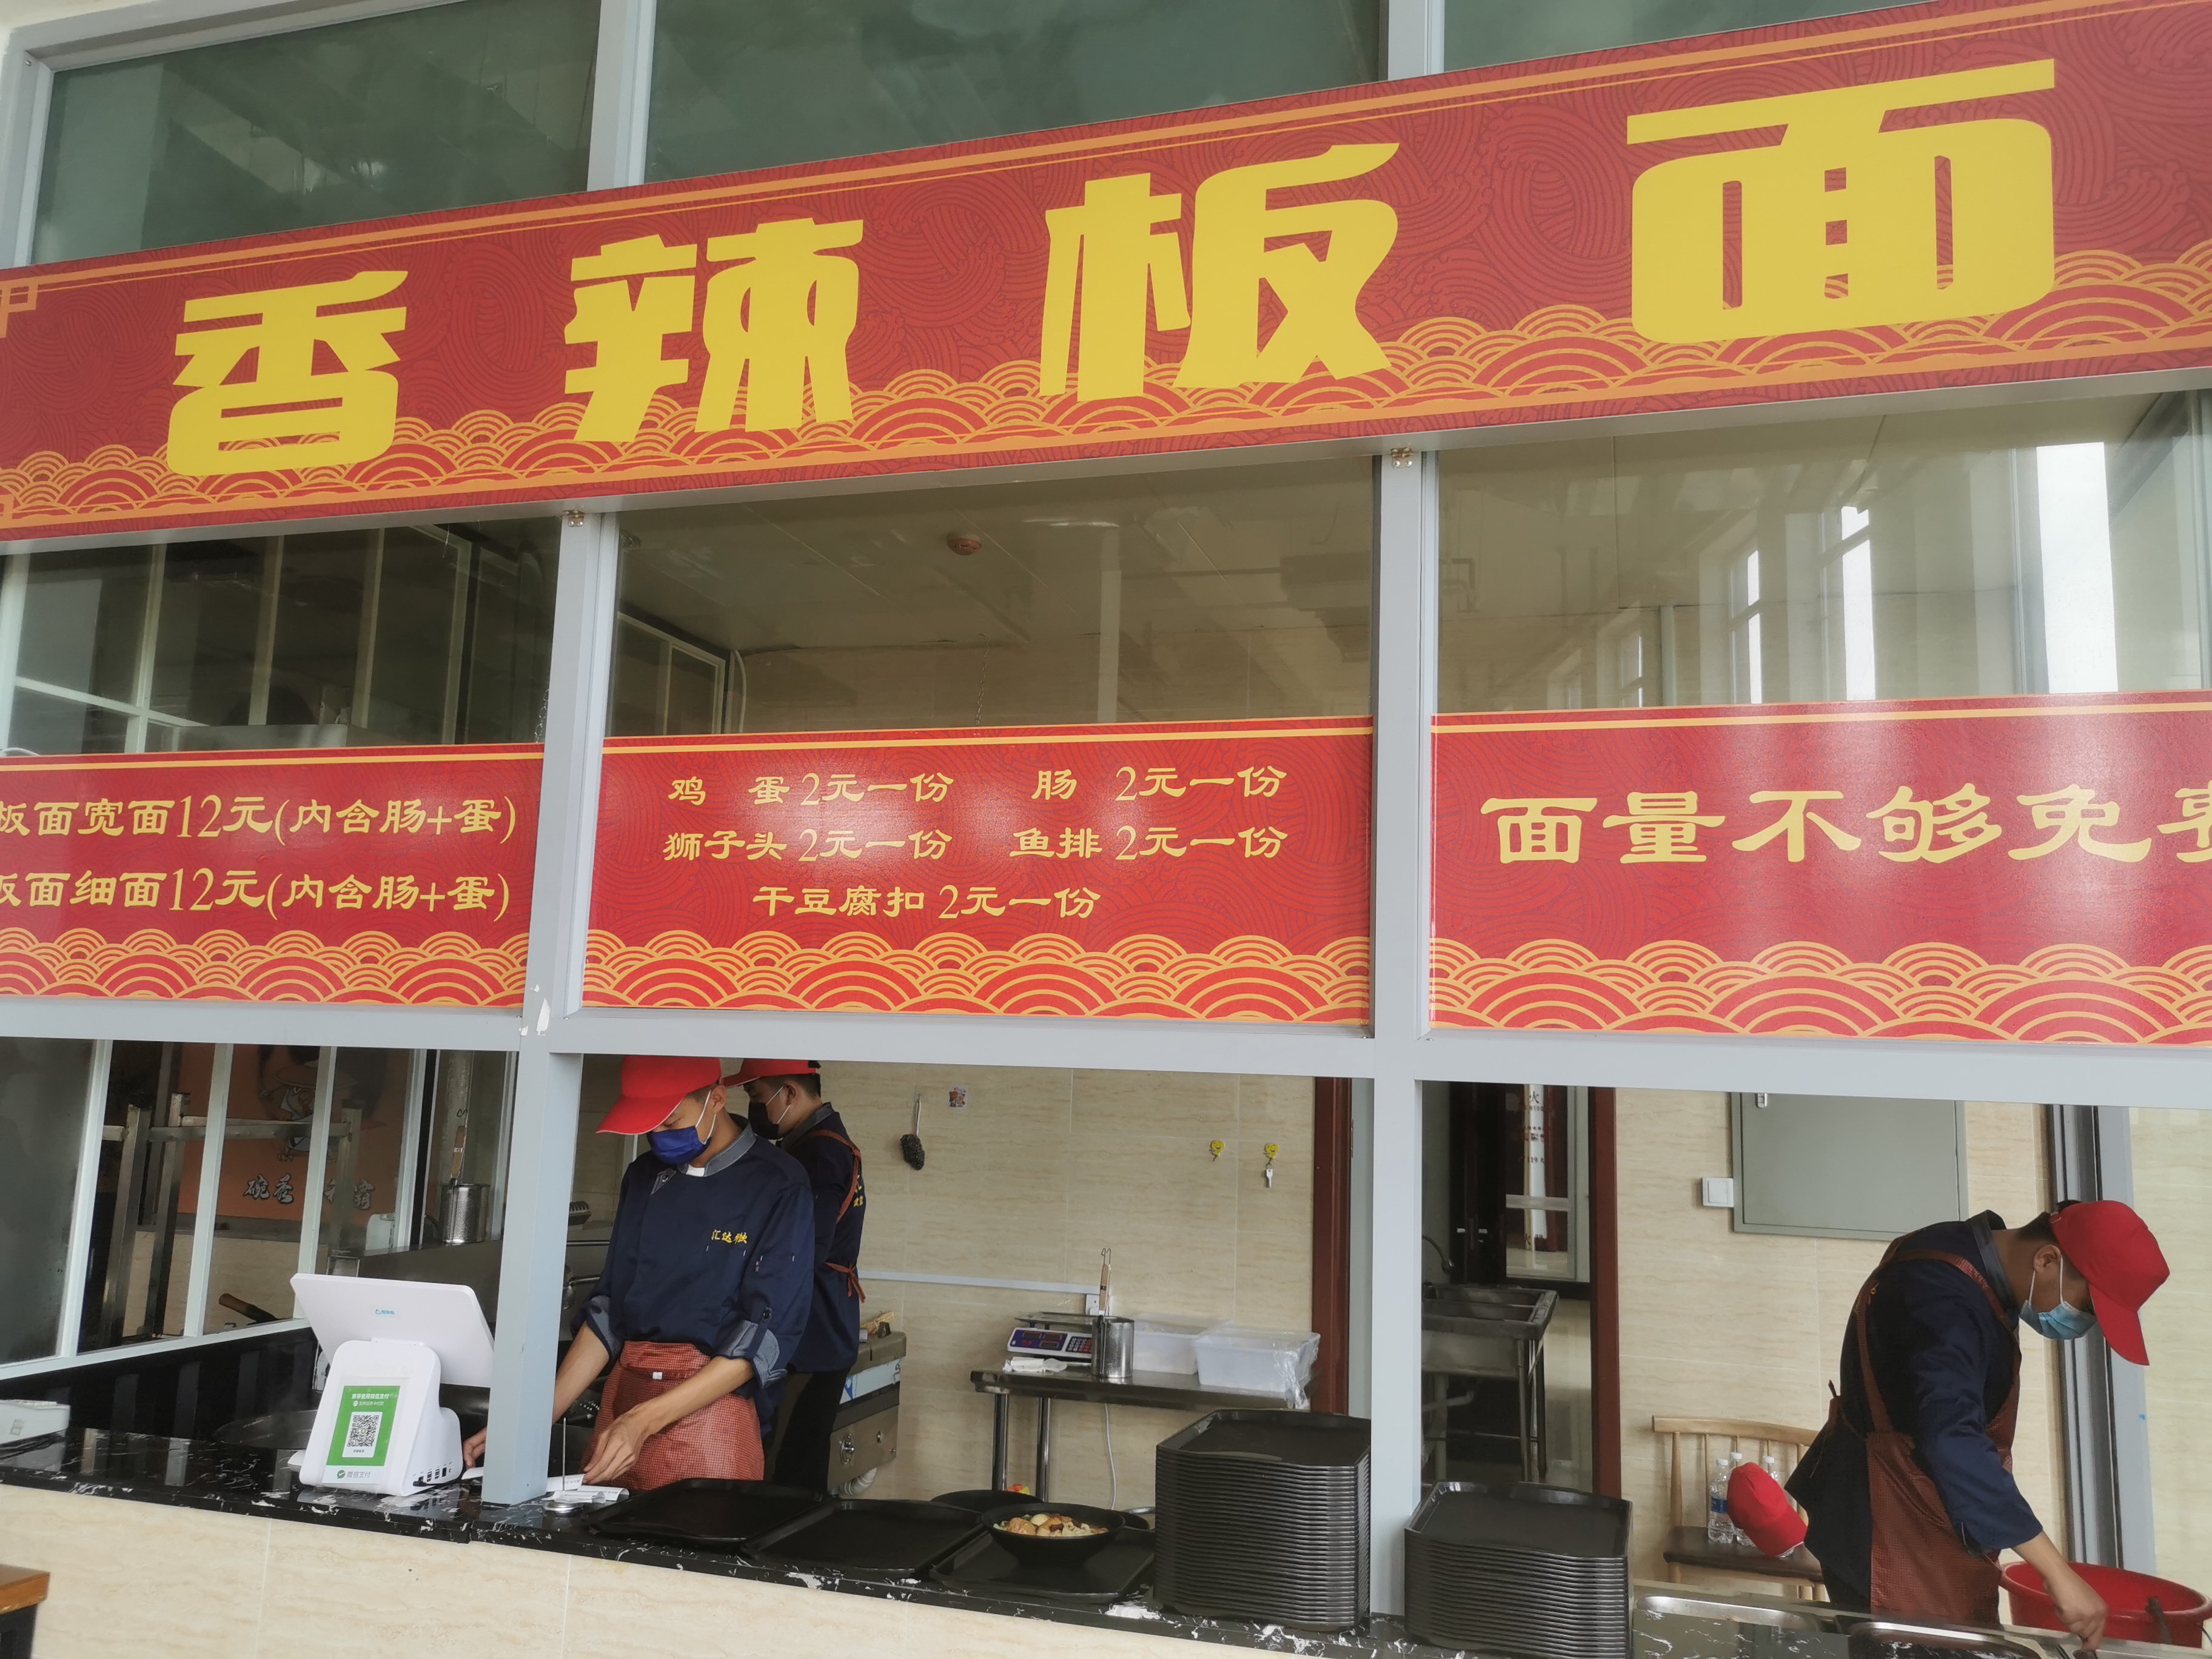 香辣板面
板面宽面12元(内含肠+蛋)
板面细面12元(内含肠+蛋)
鸡 蛋 2元一份 肠 2元一份
狮子头 2元一份 鱼排 2元一份
干豆腐扣 2元一份
面量不够免费